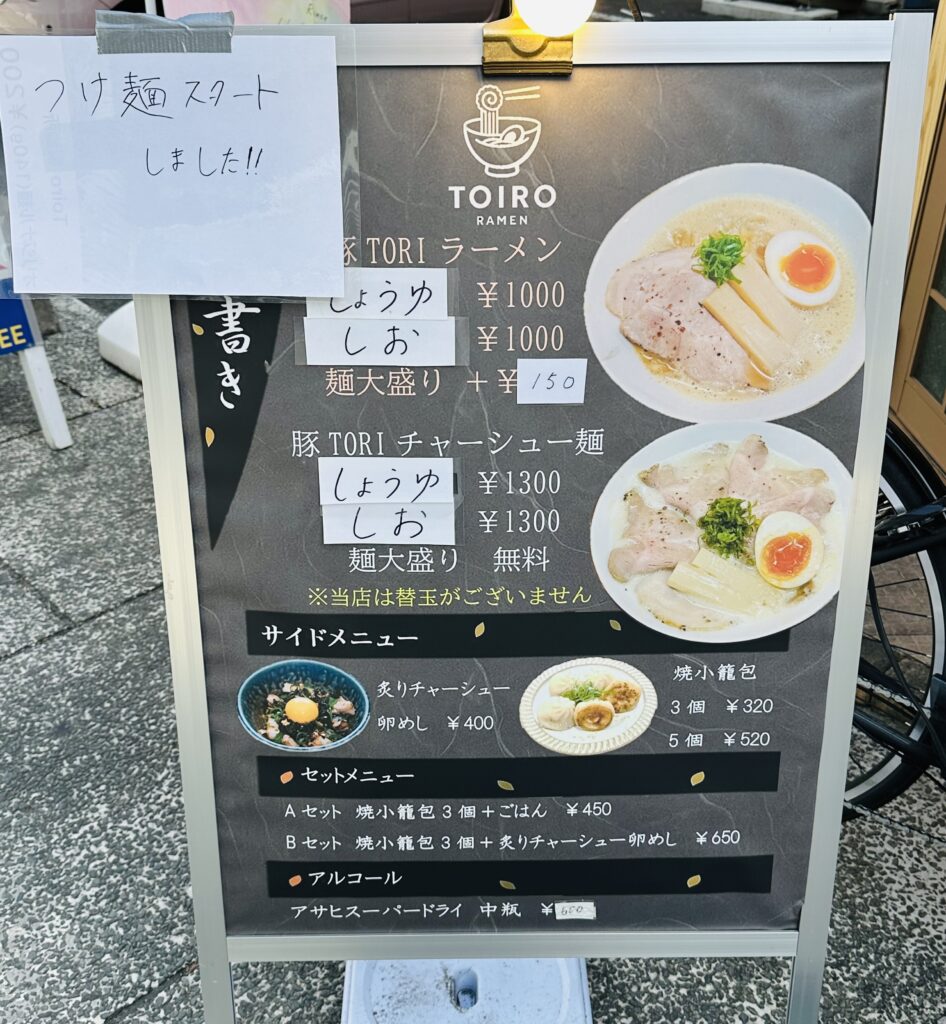 つけ麺スタート
しました!!
TOIRO
RAMEN
書き
豚TORIラーメン
しょうゆ ¥1000
しお ¥1000
麺大盛り +¥150
豚TORIチャーシュー麺
しょうゆ ¥1300
しお ¥1300
麺大盛り 無料
※当店は替玉がございません
サイドメニュー
炙りチャーシュー
卵めし ¥400
焼小籠包
3個 ¥320
5個 ¥520
セットメニュー
Aセット 焼小籠包3個+ごはん ¥450
Bセット 焼小籠包3個+炙りチャーシュー卵めし ¥650
アルコール
アサヒスーパードライ 中瓶 ¥
EE